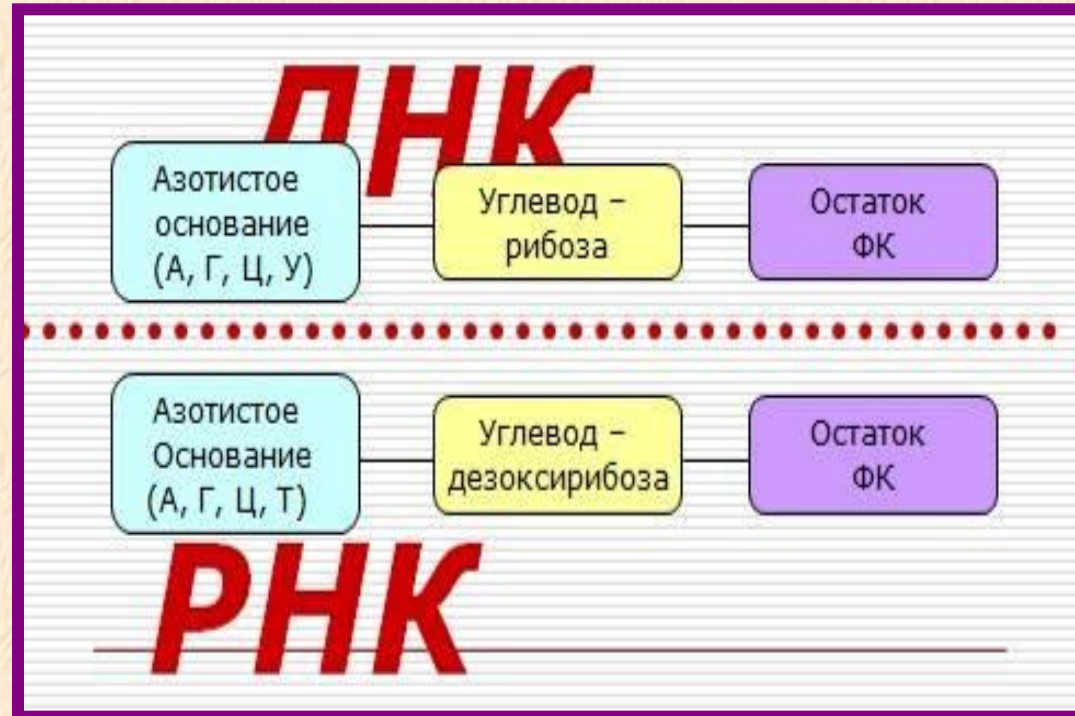 ДНК
Азотистое
основание
(А, Г, Ц, У)
Углевод –
рибоза
Остаток
ФК
Азотистое
Основание
(А, Г, Ц, Т)
Углевод –
дезоксирибоза
Остаток
ФК
РНК